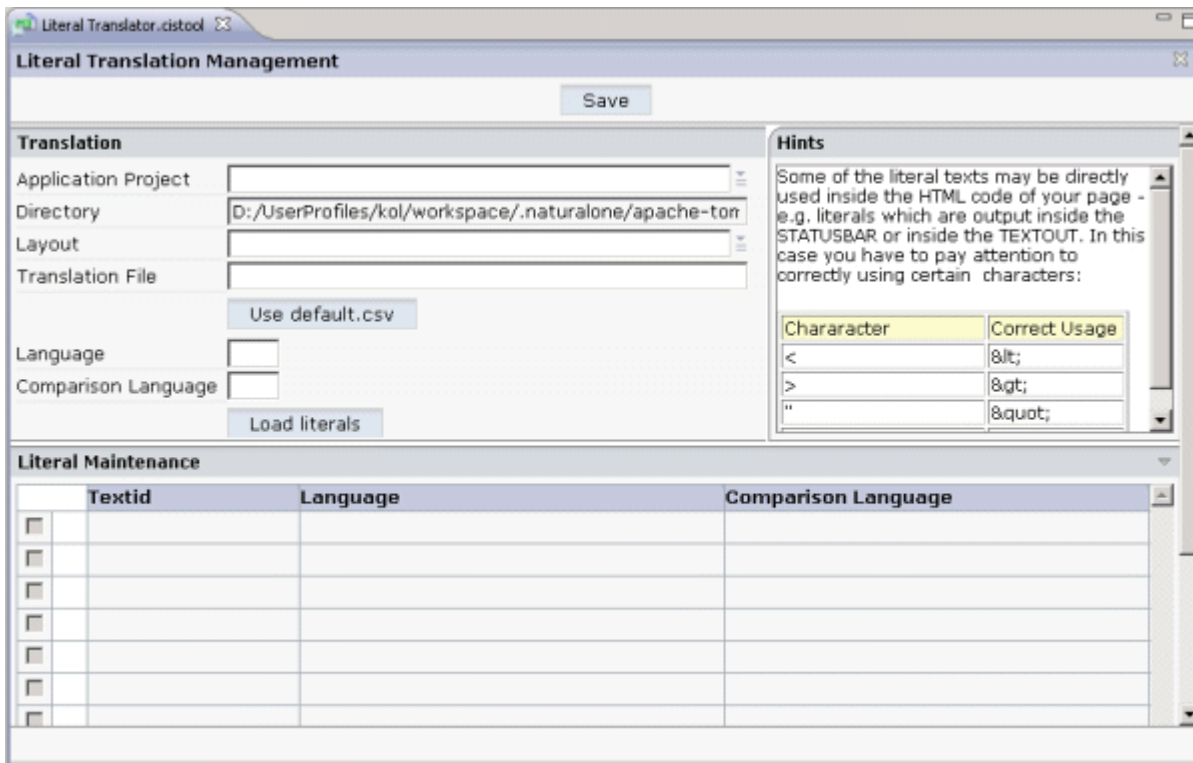 Literal Translator.cistool
Literal Translation Management
Save
Translation
Application Project
Directory D:/UserProfiles/kol/workspace/.naturalone/apache-tom
Layout
Translation File
Use default.csv
Language
Comparison Language
Load literals
Hints
Some of the literal texts may be directly
used inside the HTML code of your page -
e.g. literals which are output inside the
STATUSBAR or inside the TEXTOUT. In this
case you have to pay attention to
correctly using certain characters:
Chararacter Correct Usage
< &lt;
> &gt;
" &quot;
Literal Maintenance
Textid Language Comparison Language